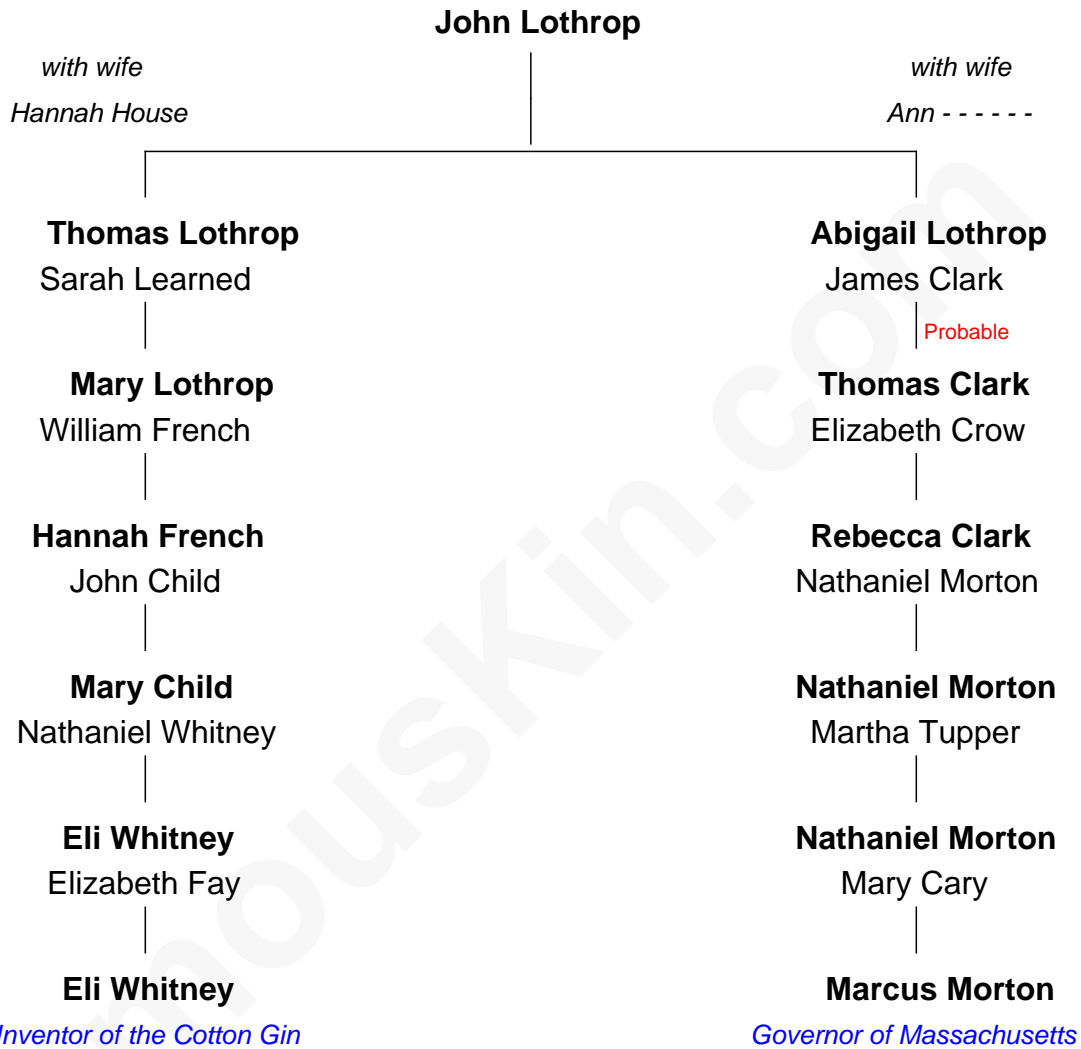 John Lothrop
with wife
Hannah House
with wife
Ann - - - - - -
Thomas Lothrop
Sarah Learned
Abigail Lothrop
James Clark
Probable
Mary Lothrop
William French
Thomas Clark
Elizabeth Crow
Hannah French
John Child
Rebecca Clark
Nathaniel Morton
Mary Child
Nathaniel Whitney
Nathaniel Morton
Martha Tupper
Eli Whitney
Elizabeth Fay
Nathaniel Morton
Mary Cary
Eli Whitney
Inventor of the Cotton Gin
Marcus Morton
Governor of Massachusetts
mousKin.com